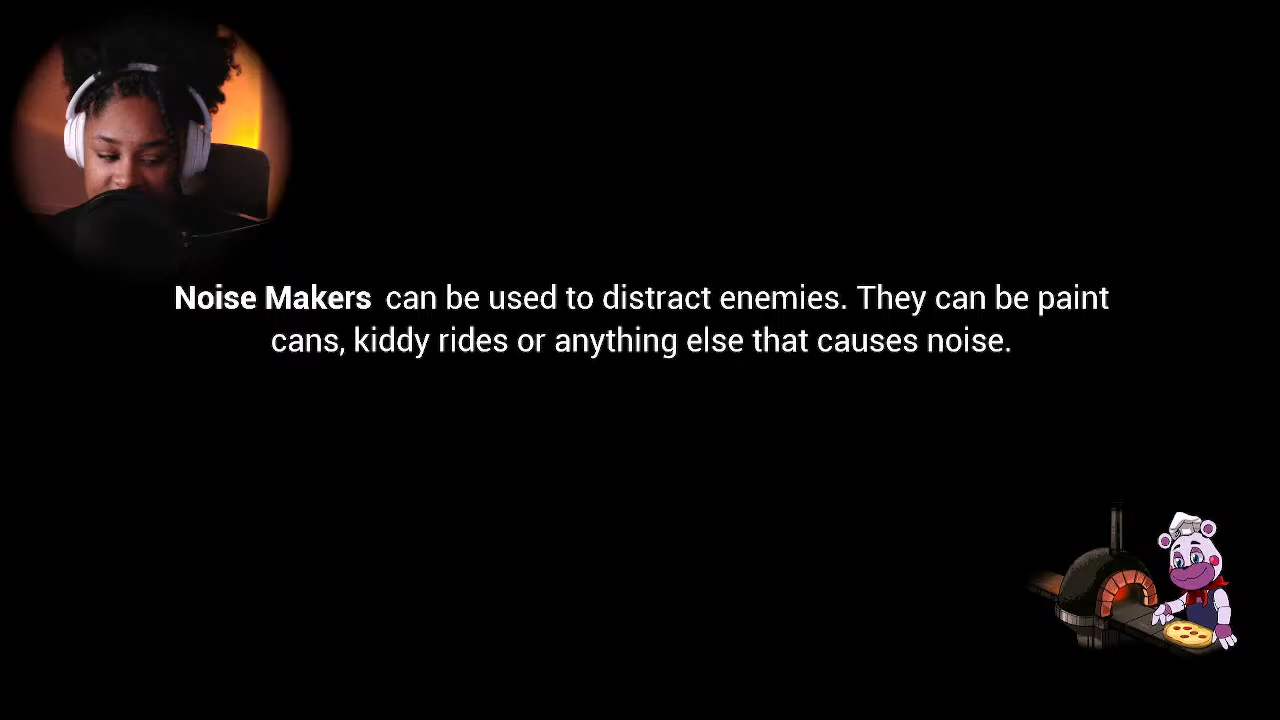 Noise Makers can be used to distract enemies. They can be paint
cans, kiddy rides or anything else that causes noise.